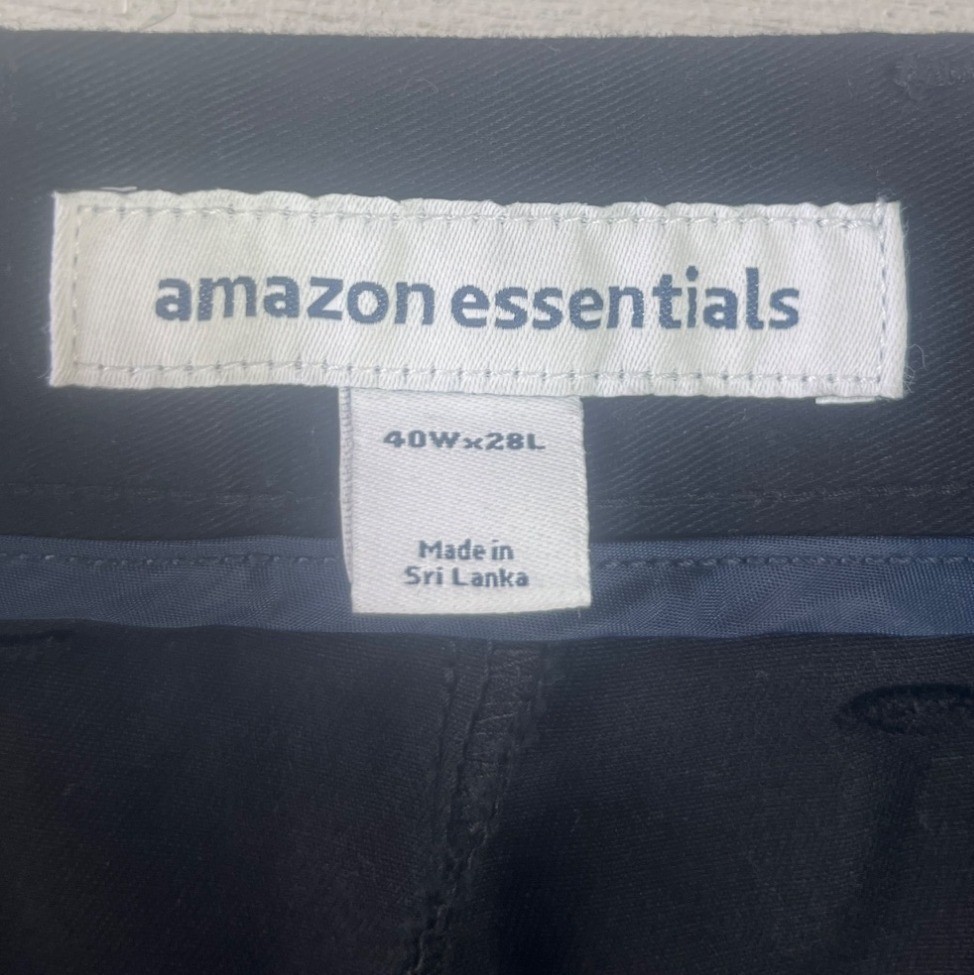 amazon essentials
40Wx28L
Made in
Sri Lanka